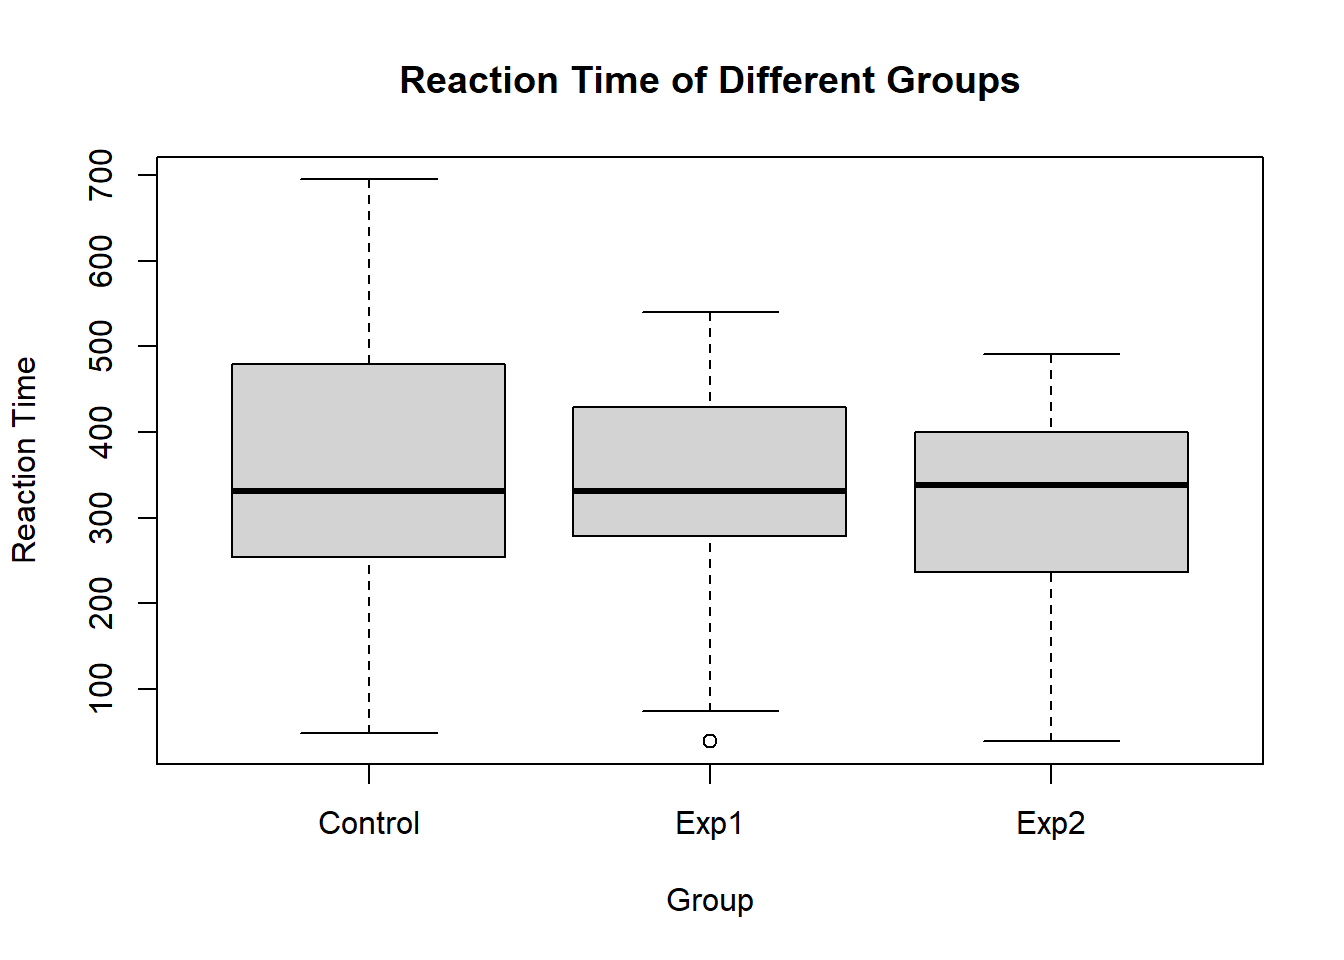 Reaction Time of Different Groups
Reaction Time
700
600
500
400
300
200
100
Control Exp1 Exp2
Group